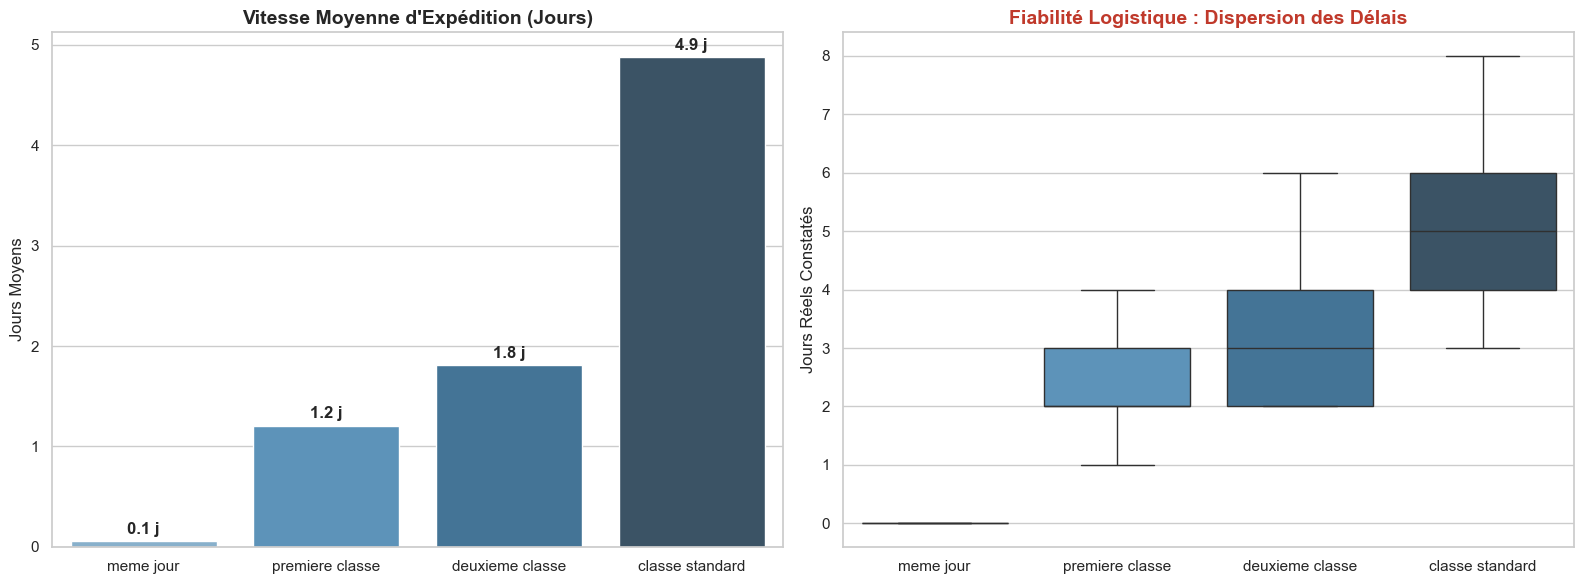 Vitesse Moyenne d'Expédition (Jours)
Jours Moyens
5
4
3
2
1
0
0.1 j
1.2 j
1.8 j
4.9 j
meme jour
premiere classe
deuxieme classe
classe standard
Fiabilité Logistique : Dispersion des Délais
Jours Réels Constatés
8
7
6
5
4
3
2
1
0
meme jour
premiere classe
deuxieme classe
classe standard